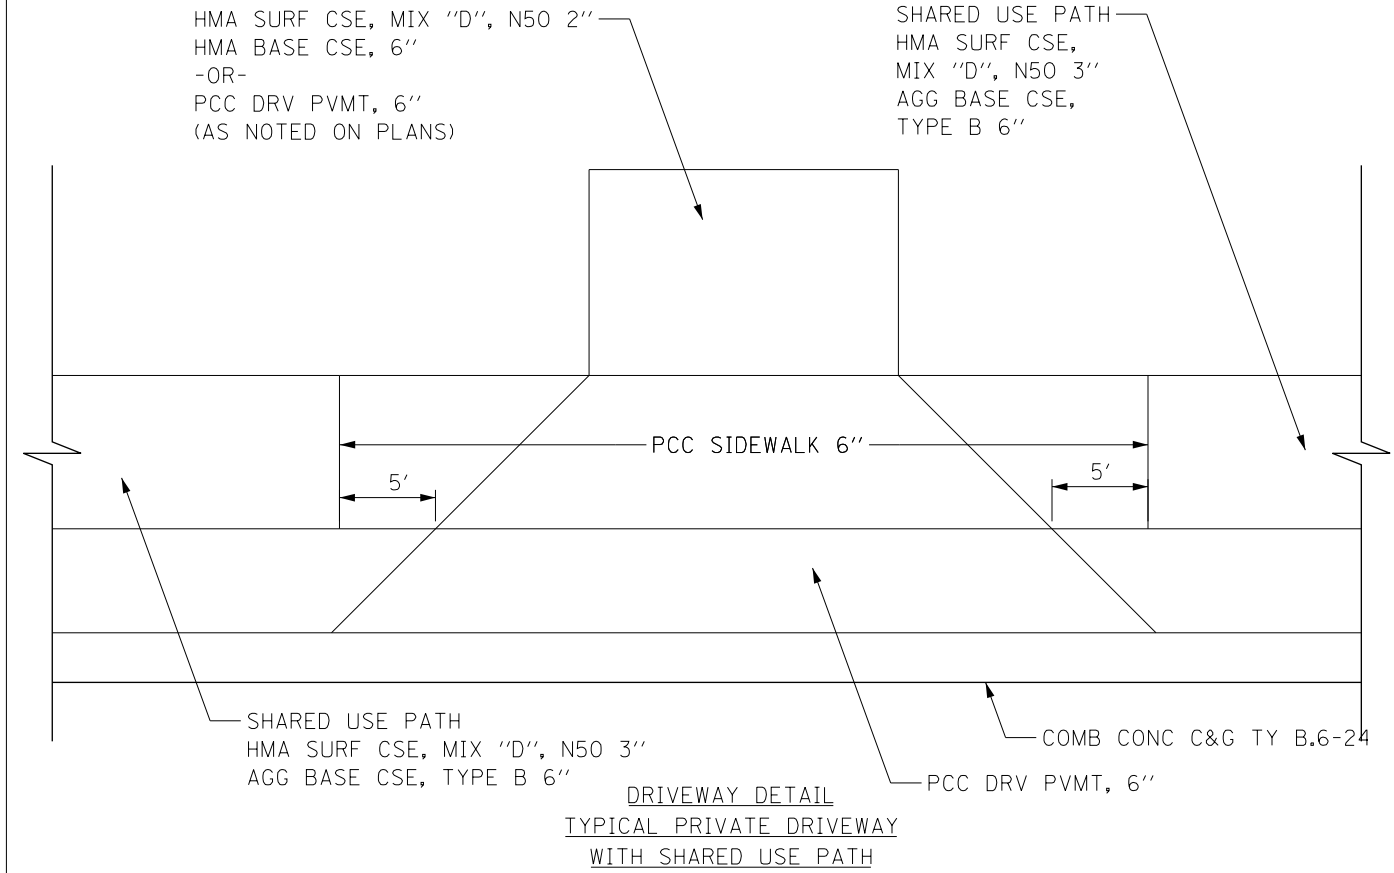 HMA SURF CSE, MIX "D", N50 2"
HMA BASE CSE, 6"
-OR-
PCC DRV PVMT, 6"
(AS NOTED ON PLANS)
SHARED USE PATH
HMA SURF CSE,
MIX "D", N50 3"
AGG BASE CSE,
TYPE B 6"
PCC SIDEWALK 6"
5'
5'
SHARED USE PATH
HMA SURF CSE, MIX "D", N50 3"
AGG BASE CSE, TYPE B 6"
COMB CONC C&G TY B.6-24
PCC DRV PVMT, 6"
DRIVEWAY DETAIL
TYPICAL PRIVATE DRIVEWAY
WITH SHARED USE PATH